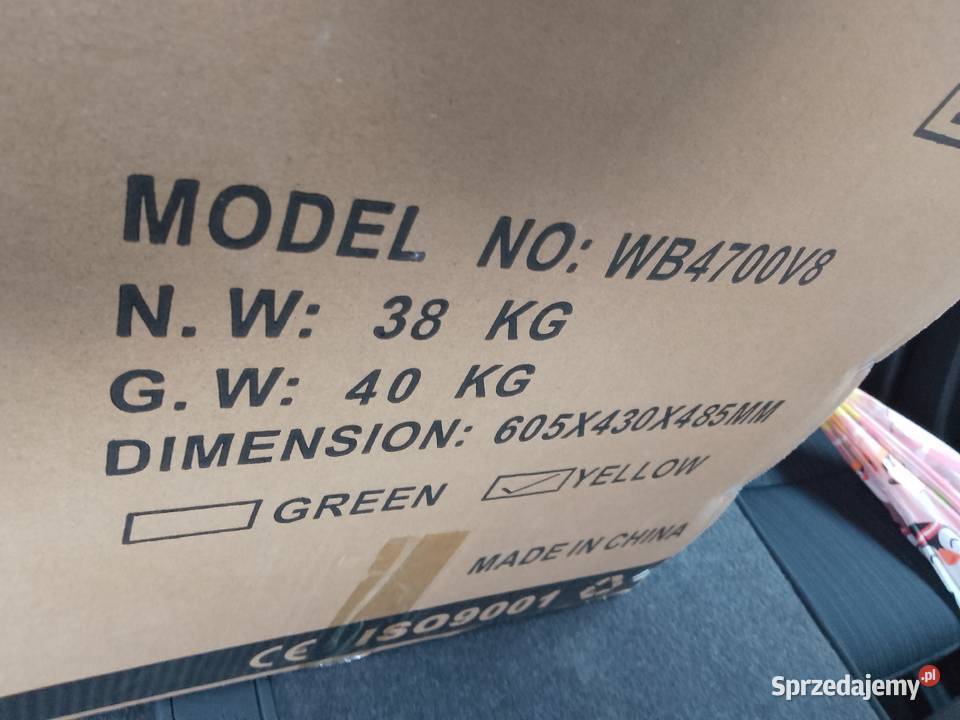 MODEL NO: WB4700V8
N.W: 38 KG
G.W: 40 KG
DIMENSION: 605X430X485MM
GREEN YELLOW
MADE IN CHINA
CE ISO9001
Sprzedajemy.pl